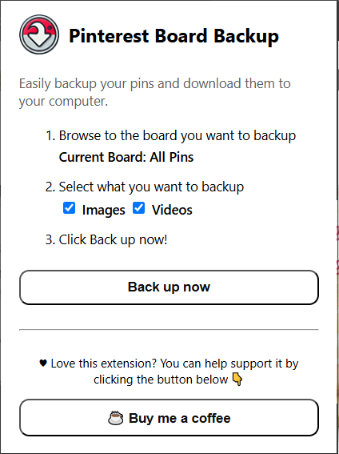 Pinterest Board Backup
Easily backup your pins and download them to
your computer.
1. Browse to the board you want to backup
Current Board: All Pins
2. Select what you want to backup
Images Videos
3. Click Back up now!
Back up now
♥ Love this extension? You can help support it by
clicking the button below 👇
☕ Buy me a coffee